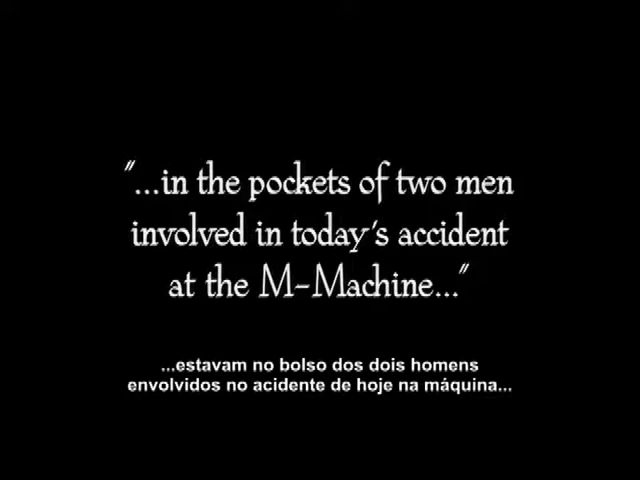 "...in the pockets of two men
involved in today's accident
at the M-Machine..."
...estavam no bolso dos dois homens
envolvidos no acidente de hoje na máquina...